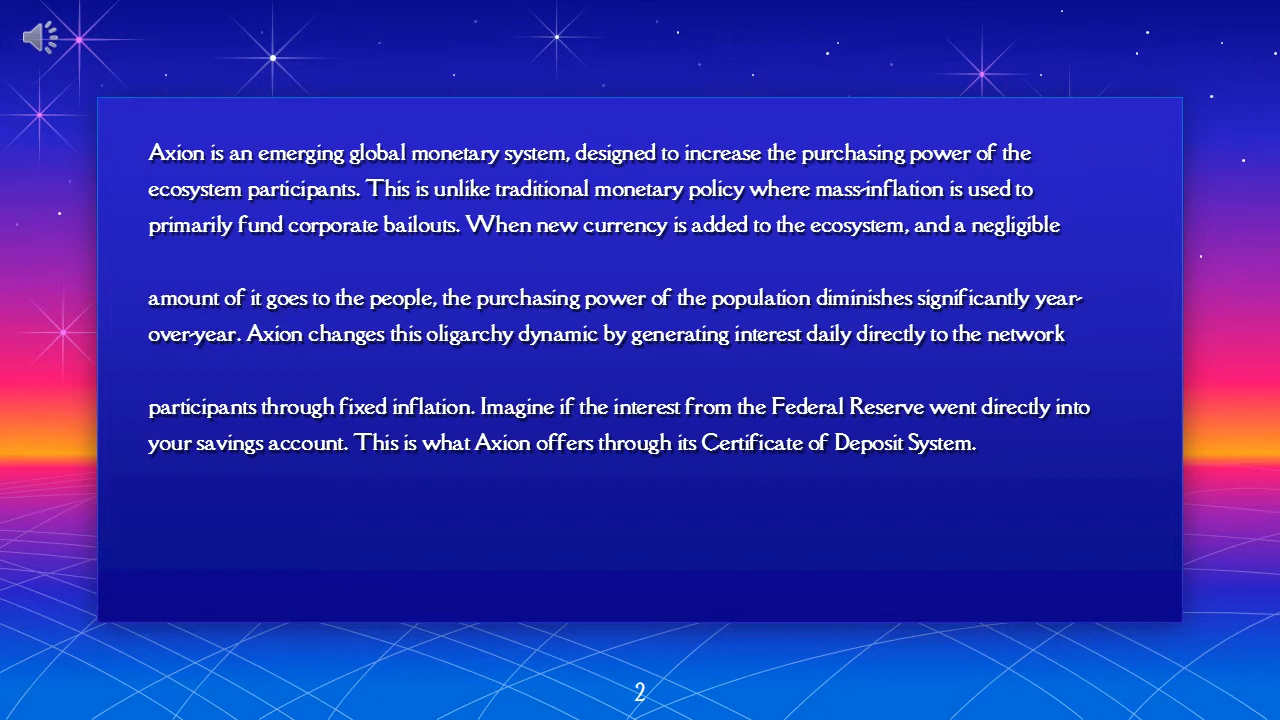 Axion is an emerging global monetary system, designed to increase the purchasing power of the
ecosystem participants. This is unlike traditional monetary policy where mass-inflation is used to
primarily fund corporate bailouts. When new currency is added to the ecosystem, and a negligible
amount of it goes to the people, the purchasing power of the population diminishes significantly year-
over-year. Axion changes this oligarchy dynamic by generating interest daily directly to the network
participants through fixed inflation. Imagine if the interest from the Federal Reserve went directly into
your savings account. This is what Axion offers through its Certificate of Deposit System.
2